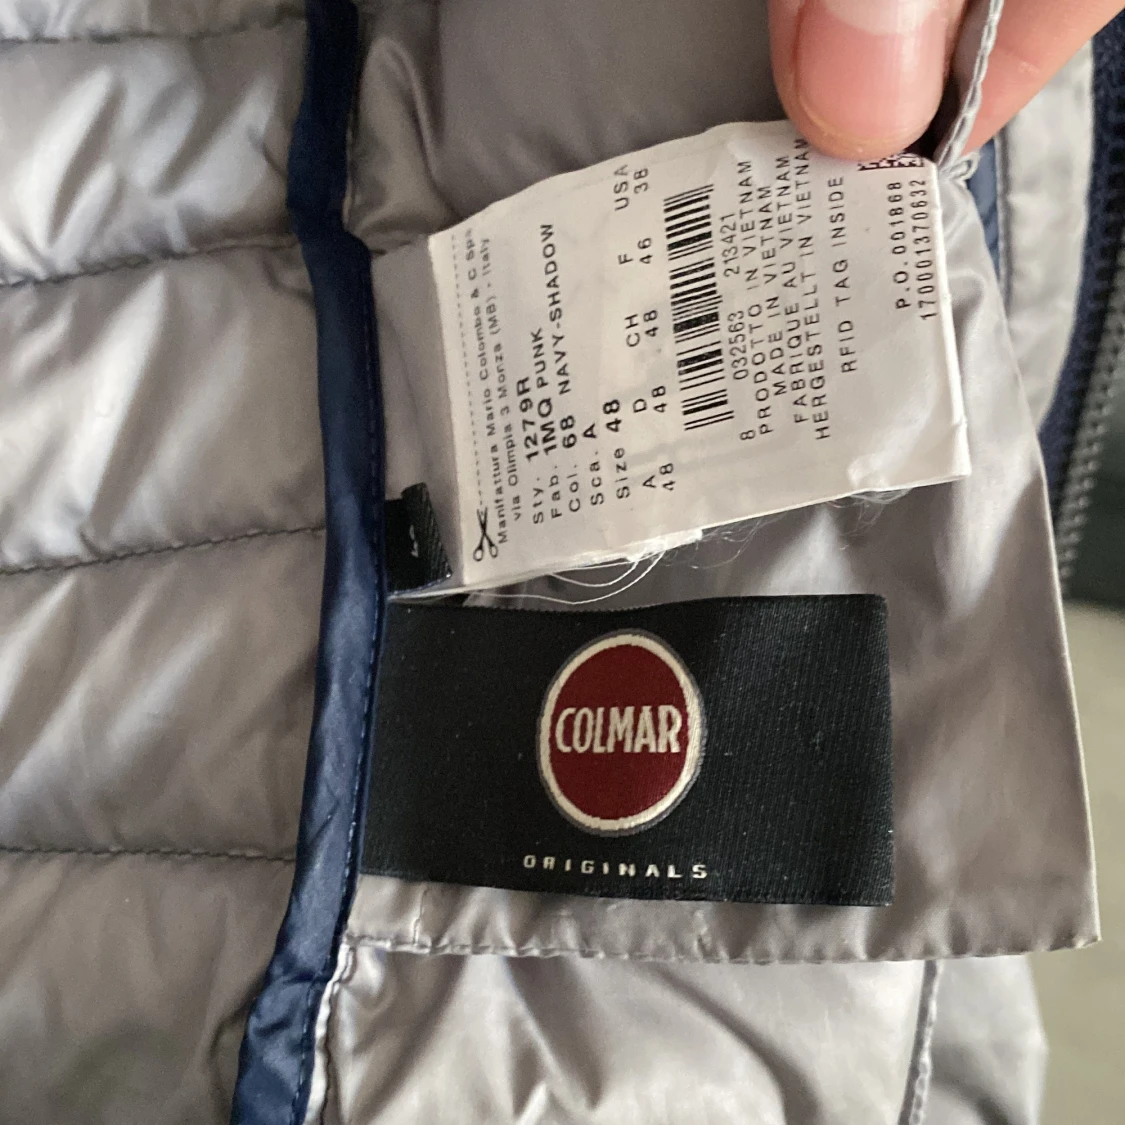 Manifattura Mario Colombo & C Spa
via Olimpia 3 Monza (MB) - Italy
Sty. 1279R
Fab. 1MQ PUNK
Col. 68 NAVY-SHADOW
Sca. A
Size 48
A D CH F USA
48 48 48 46 38
8 032563 213421
PRODOTTO IN VIETNAM
MADE IN VIETNAM
FABRIQUE AU VIETNAM
HERGESTELLT IN VIETNAM
RFID TAG INSIDE
P.O. 001868
170001370632
COLMAR
ORIGINALS